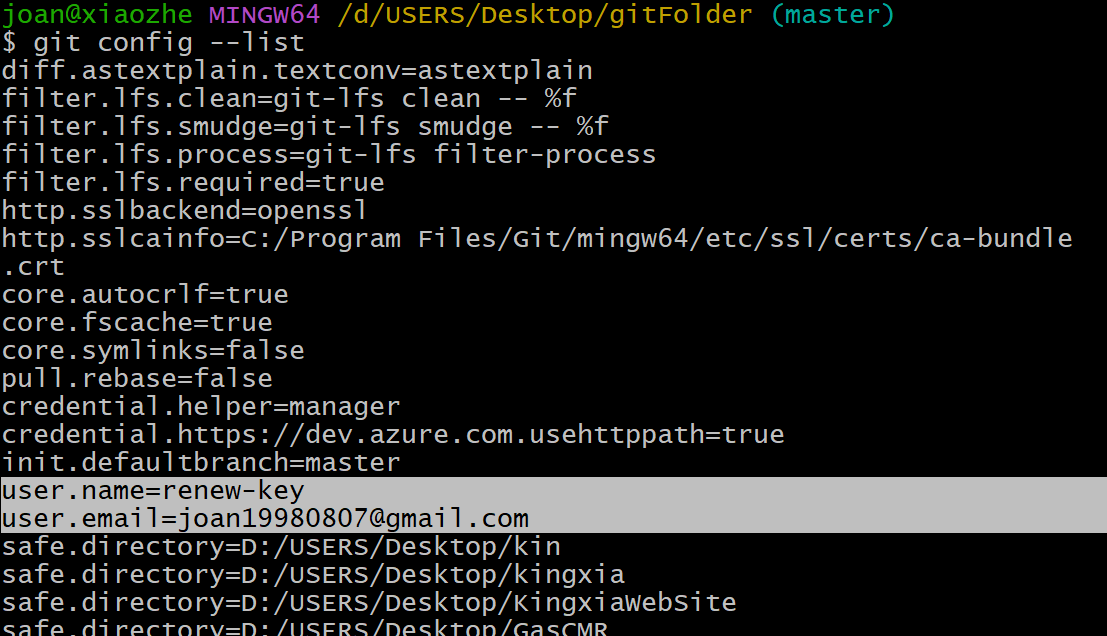 joan@xiaozhe MINGW64 /d/USERS/Desktop/gitFolder (master)
$ git config --list
diff.astextplain.textconv=astextplain
filter.lfs.clean=git-lfs clean -- %f
filter.lfs.smudge=git-lfs smudge -- %f
filter.lfs.process=git-lfs filter-process
filter.lfs.required=true
http.sslbackend=openssl
http.sslcainfo=C:/Program Files/Git/mingw64/etc/ssl/certs/ca-bundle
.crt
core.autocrlf=true
core.fscache=true
core.symlinks=false
pull.rebase=false
credential.helper=manager
credential.https://dev.azure.com.usehttppath=true
init.defaultbranch=master
user.name=renew-key
user.email=joan19980807@gmail.com
safe.directory=D:/USERS/Desktop/kin
safe.directory=D:/USERS/Desktop/kingxia
safe.directory=D:/USERS/Desktop/KingxiaWebSite
safe.directory=D:/USERS/Desktop/GasCMR